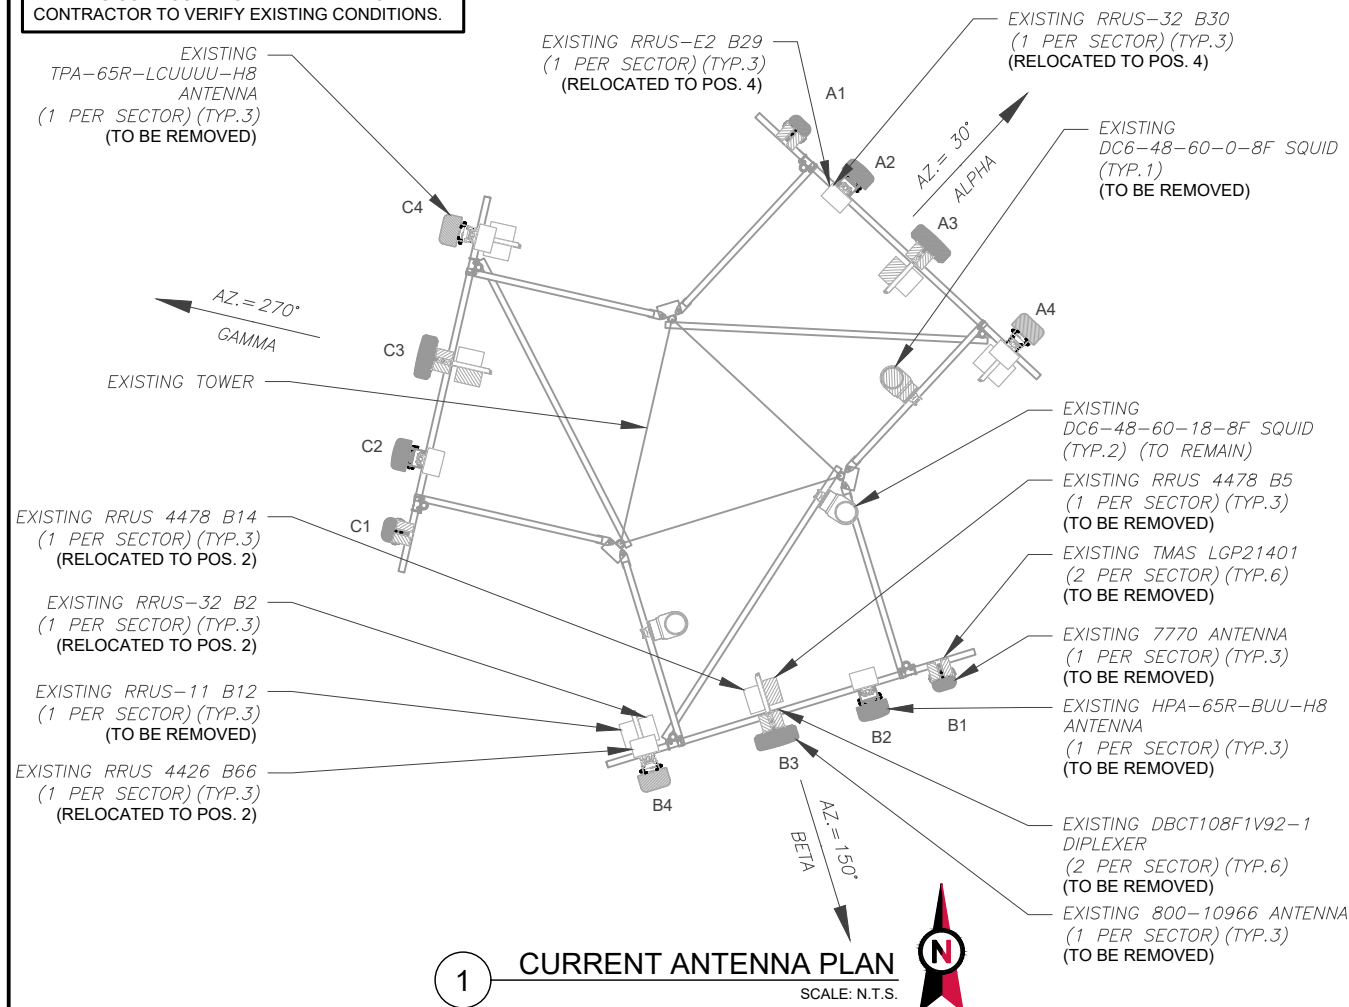 CONTRACTOR TO VERIFY EXISTING CONDITIONS.
EXISTING
TPA-65R-LCUUUU-H8
ANTENNA
(1 PER SECTOR)(TYP.3)
(TO BE REMOVED)
EXISTING RRUS-E2 B29
(1 PER SECTOR)(TYP.3)
(RELOCATED TO POS. 4)
EXISTING RRUS-32 B30
(1 PER SECTOR)(TYP.3)
(RELOCATED TO POS. 4)
EXISTING
DC6-48-60-0-8F SQUID
(TYP.1)
(TO BE REMOVED)
A1
A2
A3
A4
AZ.= 30°
ALPHA
C4
C3
C2
C1
AZ.=270°
GAMMA
EXISTING TOWER
EXISTING
DC6-48-60-18-8F SQUID
(TYP.2) (TO REMAIN)
EXISTING RRUS 4478 B5
(1 PER SECTOR)(TYP.3)
(TO BE REMOVED)
EXISTING TMAS LGP21401
(2 PER SECTOR)(TYP.6)
(TO BE REMOVED)
EXISTING 7770 ANTENNA
(1 PER SECTOR)(TYP.3)
(TO BE REMOVED)
EXISTING HPA-65R-BUU-H8
ANTENNA
(1 PER SECTOR)(TYP.3)
(TO BE REMOVED)
EXISTING DBCT108F1V92-1
DIPLEXER
(2 PER SECTOR)(TYP.6)
(TO BE REMOVED)
EXISTING 800-10966 ANTENNA
(1 PER SECTOR)(TYP.3)
(TO BE REMOVED)
EXISTING RRUS 4478 B14
(1 PER SECTOR)(TYP.3)
(RELOCATED TO POS. 2)
EXISTING RRUS-32 B2
(1 PER SECTOR)(TYP.3)
(RELOCATED TO POS. 2)
EXISTING RRUS-11 B12
(1 PER SECTOR)(TYP.3)
(TO BE REMOVED)
EXISTING RRUS 4426 B66
(1 PER SECTOR)(TYP.3)
(RELOCATED TO POS. 2)
B4
B3
B2
B1
AZ.=150°
BETA
1
CURRENT ANTENNA PLAN
SCALE: N.T.S.
N